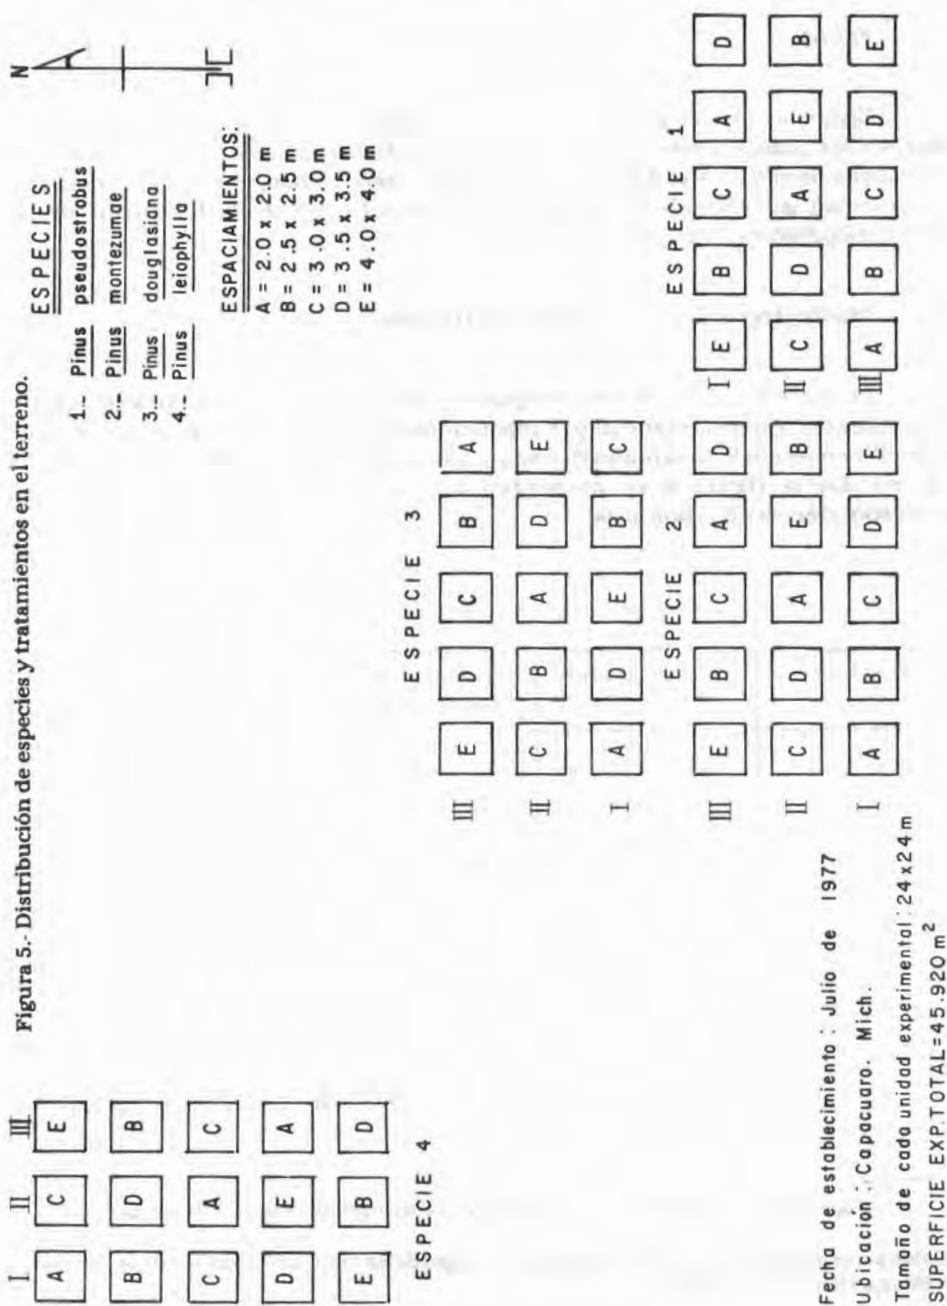 Figura 5.- Distribución de especies y tratamientos en el terreno.
N
ESPECIES
1.- Pinus pseudostrobus
2.- Pinus montezumae
3.- Pinus douglasiana
4.- Pinus leiophylla
ESPACIAMIENTOS:
A = 2.0 x 2.0 m
B = 2.5 x 2.5 m
C = 3.0 x 3.0 m
D = 3.5 x 3.5 m
E = 4.0 x 4.0 m
I II III
A C E
B D B
C A C
D E A
E B D
ESPECIE 4
ESPECIE 3
III E D C B A
II C B A D E
I A D E B C
ESPECIE 2
III E B C A D
II C D A E B
I A B C D E
ESPECIE 1
I E B C A D
II C D A E B
III A B C D E
Fecha de establecimiento : Julio de 1977
Ubicación : Capacuaro. Mich.
Tamaño de cada unidad experimental : 24 x 24 m
SUPERFICIE EXP.TOTAL=45.920 m²